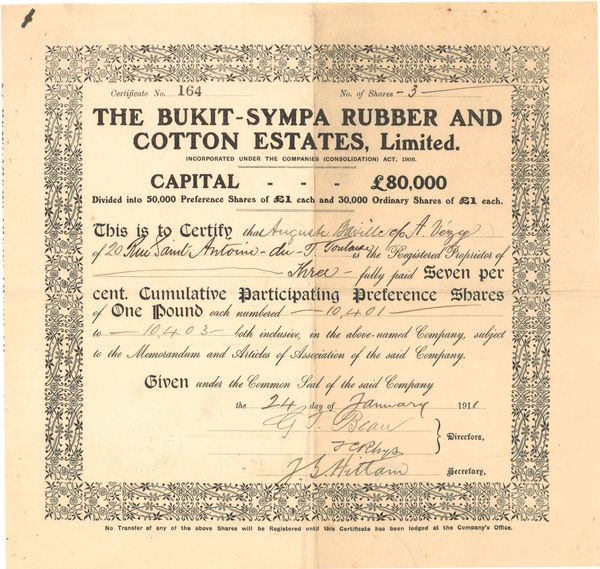 Certificate No. 164 No. of Shares -3-
THE BUKIT-SYMPA RUBBER AND
COTTON ESTATES, Limited.
INCORPORATED UNDER THE COMPANIES (CONSOLIDATION) ACT, 1908.
CAPITAL - - - £80,000
Divided into 50,000 Preference Shares of £1 each and 30,000 Ordinary Shares of £1 each.
This is to Certify that Auguste c/o A. Vézy
of 20 Rue Saint Antoine-du-T. Toulouse is the Registered Proprietor of
Three fully paid Seven per
cent. Cumulative Participating Preference Shares
of One Pound each numbered -10,401-
to -10,403- both inclusive, in the above-named Company, subject
to the Memorandum and Articles of Association of the said Company.
Given under the Common Seal of the said Company
the 24 day of January 191
G. T. Bean
Directors,
Secretary.
No Transfer of any of the above Shares will be Registered until this Certificate has been lodged at the Company's Office.